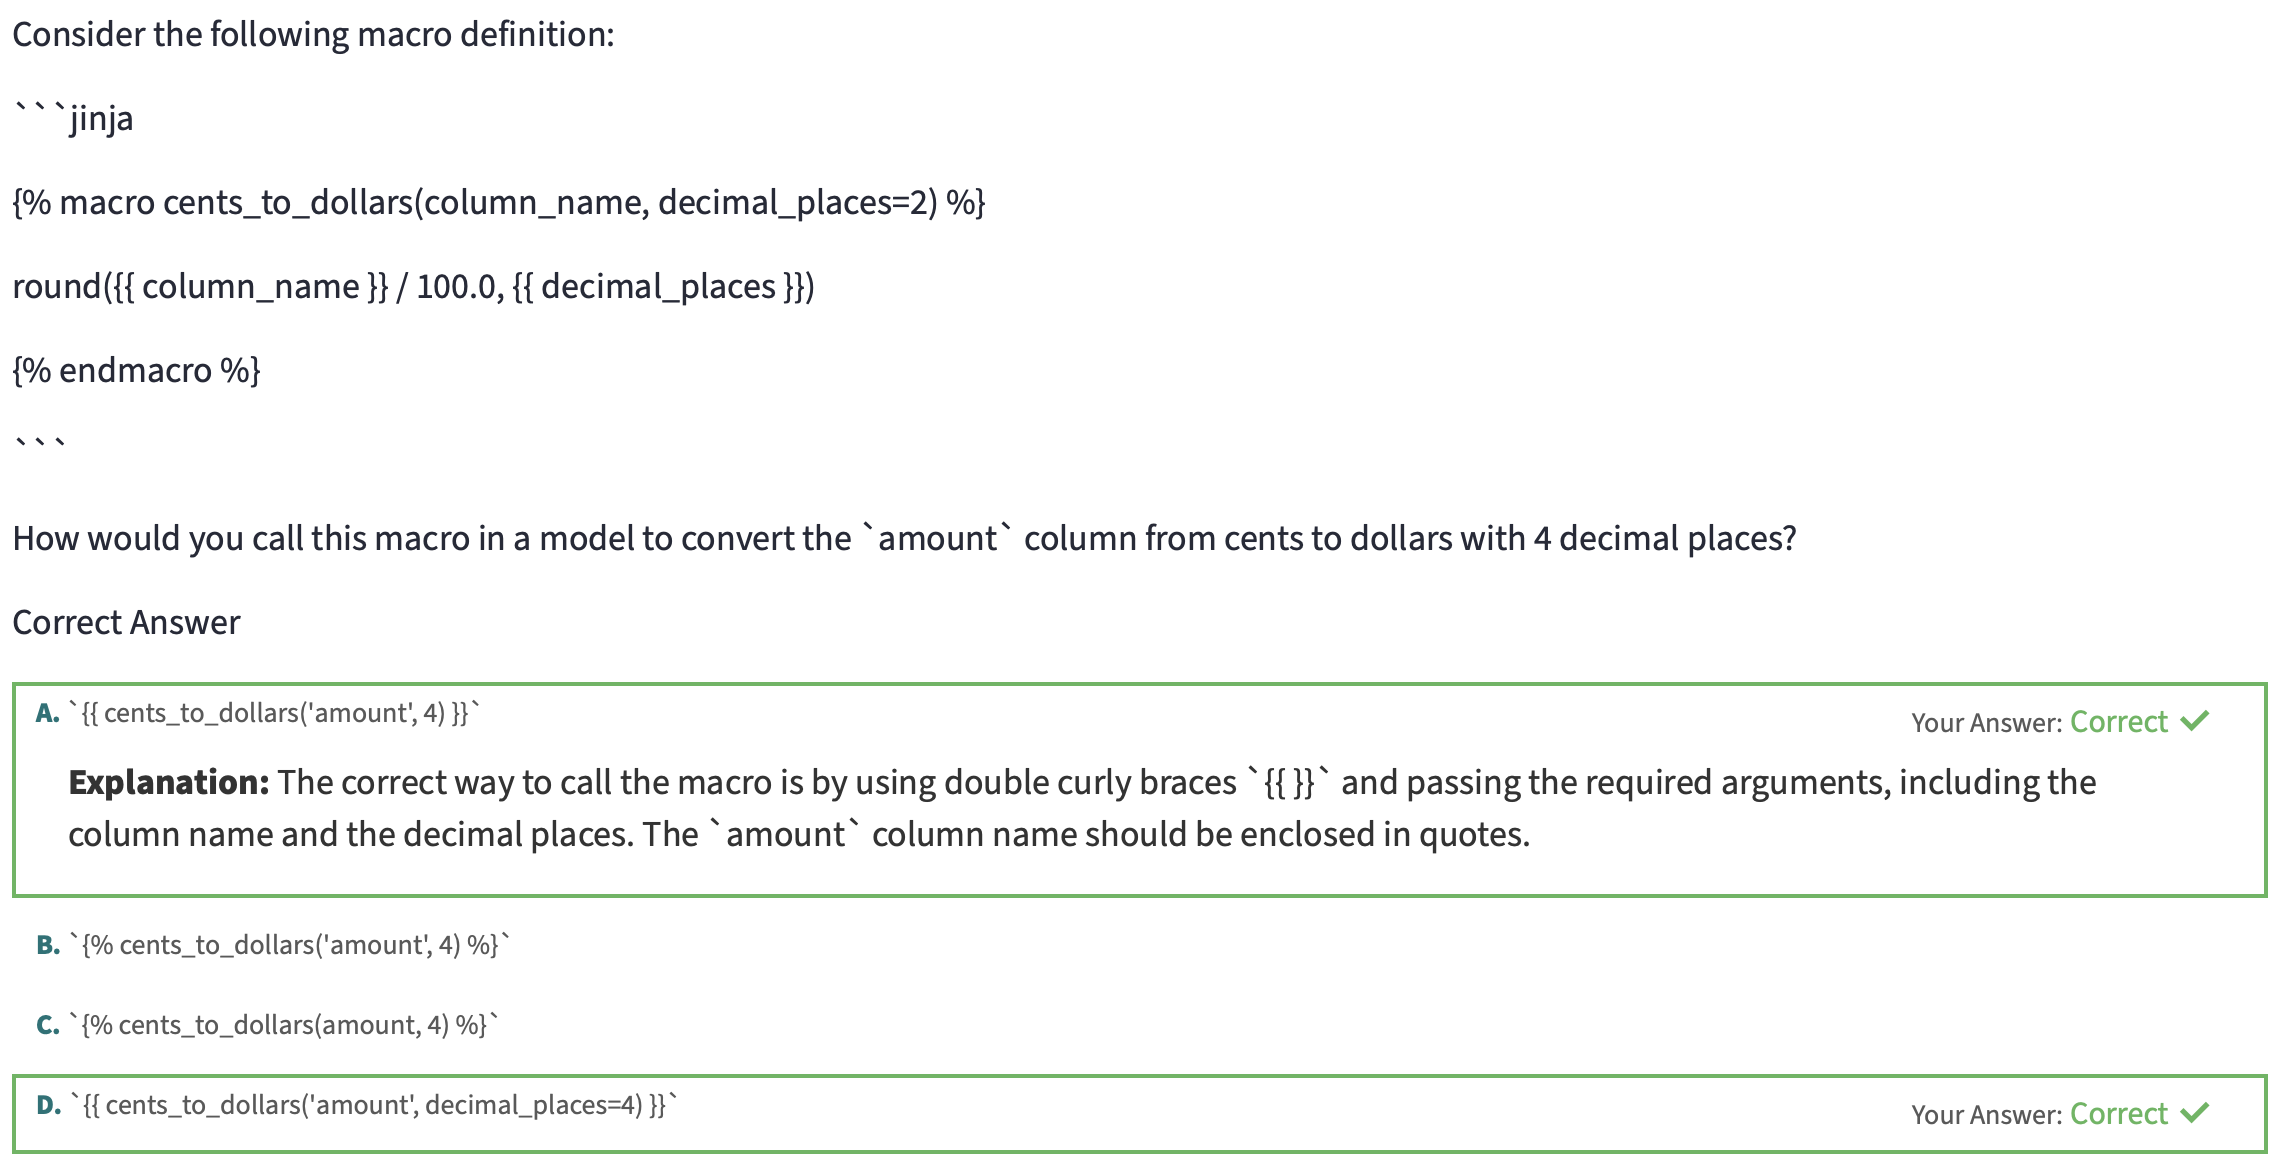 Consider the following macro definition:
```jinja
{% macro cents_to_dollars(column_name, decimal_places=2) %}
round({{ column_name }} / 100.0, {{ decimal_places }})
{% endmacro %}
```
How would you call this macro in a model to convert the `amount` column from cents to dollars with 4 decimal places?
Correct Answer
A. `{{ cents_to_dollars('amount', 4) }}`
Your Answer: Correct ✓
Explanation: The correct way to call the macro is by using double curly braces `{{ }}` and passing the required arguments, including the
column name and the decimal places. The `amount` column name should be enclosed in quotes.
B. `{% cents_to_dollars('amount', 4) %}`
C. `{% cents_to_dollars(amount, 4) %}`
D. `{{ cents_to_dollars('amount', decimal_places=4) }}`
Your Answer: Correct ✓